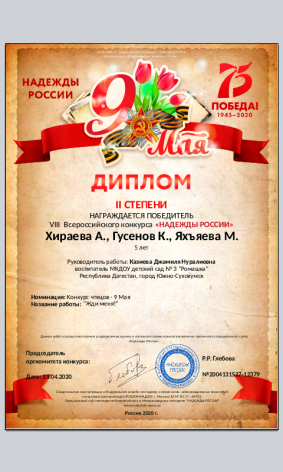 НАДЕЖДЫ
РОССИИ
9
Мая
75
ПОБЕДА!
1945–2020
ДИПЛОМ
II СТЕПЕНИ
НАГРАЖДАЕТСЯ ПОБЕДИТЕЛЬ
VIII Всероссийского конкурса «НАДЕЖДЫ РОССИИ»
Хираева А., Гусенов К., Яхъяева М.
5 лет
Руководитель работы: Казиева Джамиля Нуралиевна
воспитатель МКДОУ детский сад № 3 "Ромашка"
Республика Дагестан, город Южно-Сухокумск
Номинация: Конкурс чтецов - 9 Мая
Название работы: "Жди меня!"
Председатель
оргкомитета конкурса:
Р.Р. Глебова
Дата: 13.04.2020
Россия 2020 г.